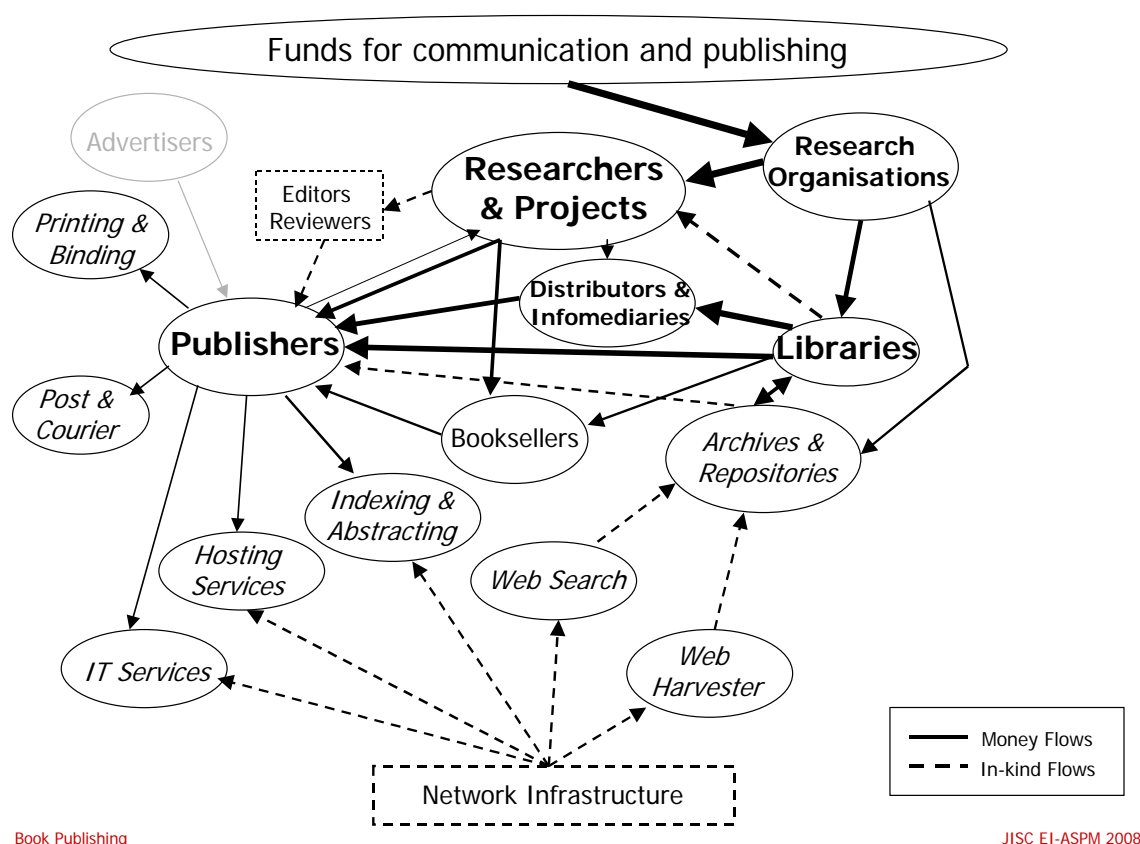 Funds for communication and publishing
Advertisers
Research
Organisations
Researchers
& Projects
Editors
Reviewers
Printing &
Binding
Distributors &
Infomediaries
Publishers
Libraries
Post &
Courier
Booksellers
Archives &
Repositories
Indexing &
Abstracting
Hosting
Services
Web Search
IT Services
Web
Harvester
Money Flows
In-kind Flows
Network Infrastructure
Book Publishing
JISC EI-ASPM 2008